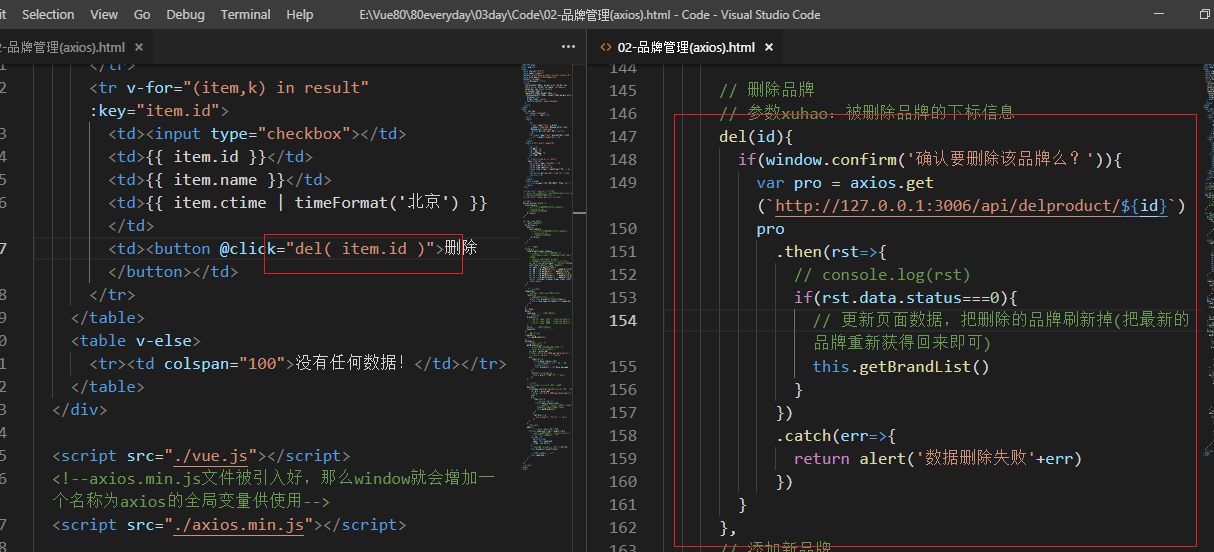 it Selection View Go Debug Terminal Help E:\Vue80\80everyday\03day\Code\02-品牌管理(axios).html - Code - Visual Studio Code
2-品牌管理(axios).html ×
</tr>
2 <tr v-for="(item,k) in result"
:key="item.id">
3 <td><input type="checkbox"></td>
4 <td>{{ item.id }}</td>
5 <td>{{ item.name }}</td>
6 <td>{{ item.ctime | timeFormat('北京') }}
</td>
7 <td><button @click="del( item.id )">删除
</button></td>
8 </tr>
9 </table>
0 <table v-else>
1 <tr><td colspan="100">没有任何数据! </td></tr>
2 </table>
3 </div>
4
5 <script src="./vue.js"></script>
6 <!--axios.min.js文件被引入好，那么window就会增加一
个名称为axios的全局变量供使用-->
7 <script src="./axios.min.js"></script>
8
<> 02-品牌管理(axios).html ×
144
145 // 删除品牌
146 // 参数xuhao：被删除品牌的下标信息
147 del(id){
148 if(window.confirm('确认要删除该品牌么？')){
149 var pro = axios.get
(`http://127.0.0.1:3006/api/delproduct/${id}`)
150 pro
151 .then(rst=>{
152 // console.log(rst)
153 if(rst.data.status===0){
154 // 更新页面数据，把删除的品牌刷新掉(把最新的
品牌重新获得回来即可)
155 this.getBrandList()
156 }
157 })
158 .catch(err=>{
159 return alert('数据删除失败'+err)
160 })
161 }
162 },
163 // 添加新品牌